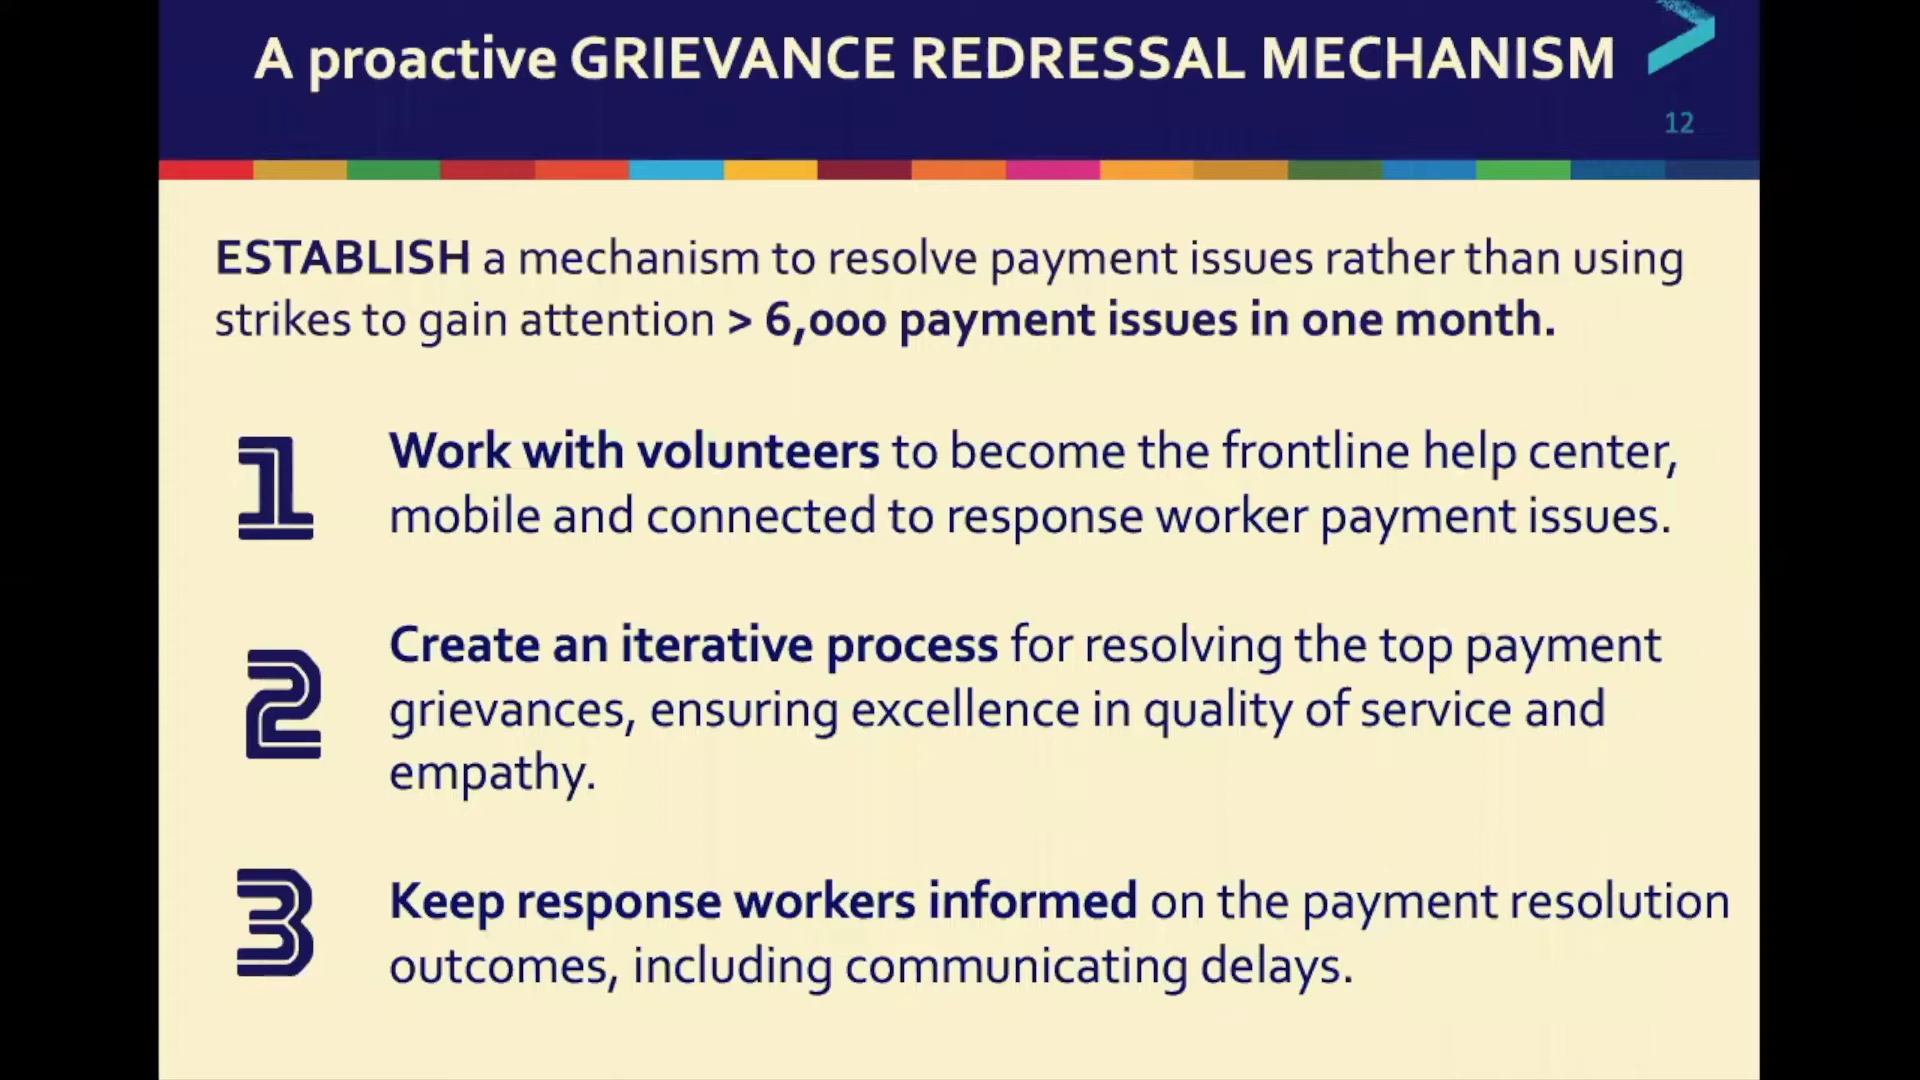 A proactive GRIEVANCE REDRESSAL MECHANISM
12
ESTABLISH a mechanism to resolve payment issues rather than using
strikes to gain attention > 6,000 payment issues in one month.
1
Work with volunteers to become the frontline help center,
mobile and connected to response worker payment issues.
2
Create an iterative process for resolving the top payment
grievances, ensuring excellence in quality of service and
empathy.
3
Keep response workers informed on the payment resolution
outcomes, including communicating delays.